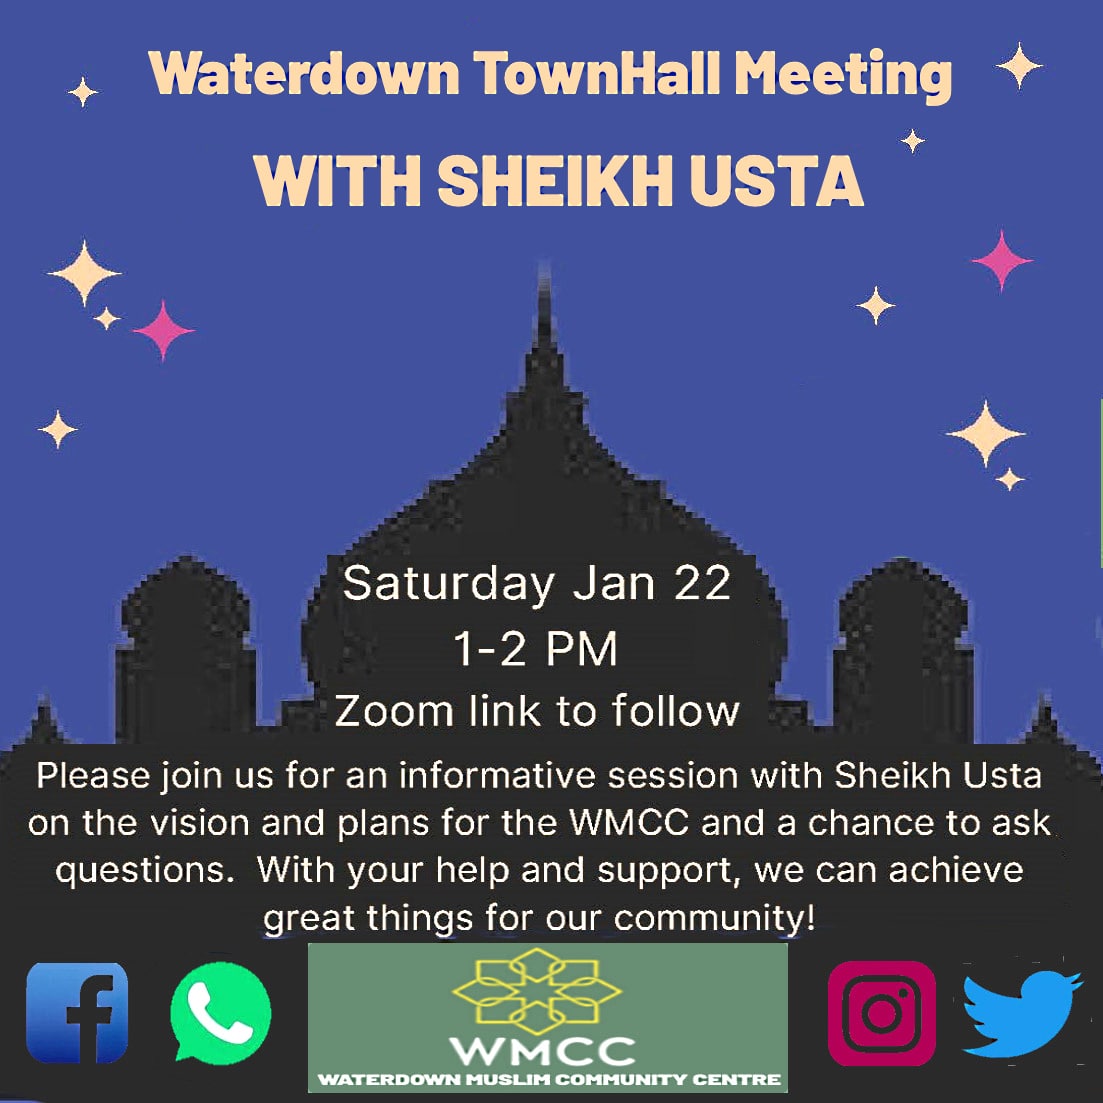 Waterdown TownHall Meeting
WITH SHEIKH USTA
Saturday Jan 22
1-2 PM
Zoom link to follow
Please join us for an informative session with Sheikh Usta
on the vision and plans for the WMCC and a chance to ask
questions.  With your help and support, we can achieve
great things for our community!
WMCC
WATERDOWN MUSLIM COMMUNITY CENTRE